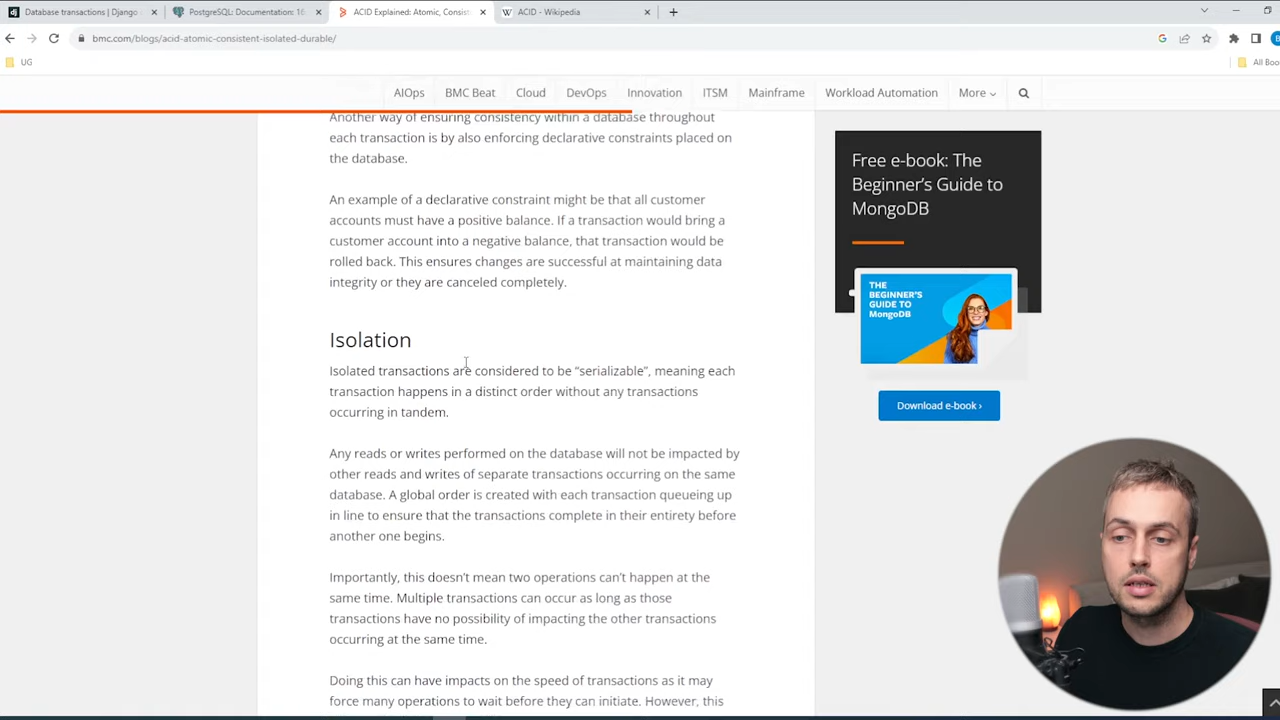 Database transactions | Django
PostgreSQL: Documentation: 16
ACID Explained: Atomic, Consist
ACID - Wikipedia
bmc.com/blogs/acid-atomic-consistent-isolated-durable/
UG
All Boo
AIOps BMC Beat Cloud DevOps Innovation ITSM Mainframe Workload Automation More
Another way of ensuring consistency within a database throughout
each transaction is by also enforcing declarative constraints placed on
the database.
An example of a declarative constraint might be that all customer
accounts must have a positive balance. If a transaction would bring a
customer account into a negative balance, that transaction would be
rolled back. This ensures changes are successful at maintaining data
integrity or they are canceled completely.
Isolation
Isolated transactions are considered to be “serializable”, meaning each
transaction happens in a distinct order without any transactions
occurring in tandem.
Any reads or writes performed on the database will not be impacted by
other reads and writes of separate transactions occurring on the same
database. A global order is created with each transaction queueing up
in line to ensure that the transactions complete in their entirety before
another one begins.
Importantly, this doesn’t mean two operations can’t happen at the
same time. Multiple transactions can occur as long as those
transactions have no possibility of impacting the other transactions
occurring at the same time.
Doing this can have impacts on the speed of transactions as it may
force many operations to wait before they can initiate. However, this
Free e-book: The
Beginner’s Guide to
MongoDB
THE
BEGINNER’S
GUIDE TO
MongoDB
Download e-book ›